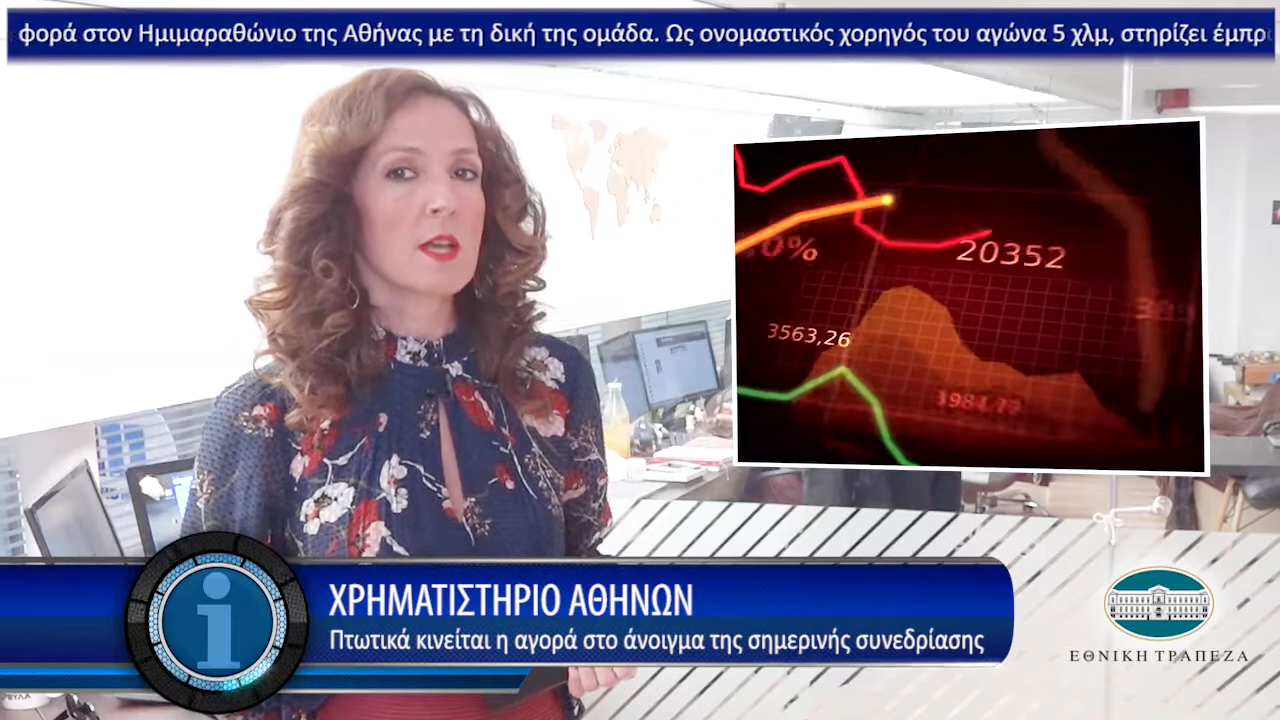 φορά στον Ημιμαραθώνιο της Αθήνας με τη δική της ομάδα. Ως ονομαστικός χορηγός του αγώνα 5 χλμ, στηρίζει έμπρ
0%
20352
3563,26
ΧΡΗΜΑΤΙΣΤΗΡΙΟ ΑΘΗΝΩΝ
Πτωτικά κινείται η αγορά στο άνοιγμα της σημερινής συνεδρίασης
ΕΘΝΙΚΗ ΤΡΑΠΕΖΑ